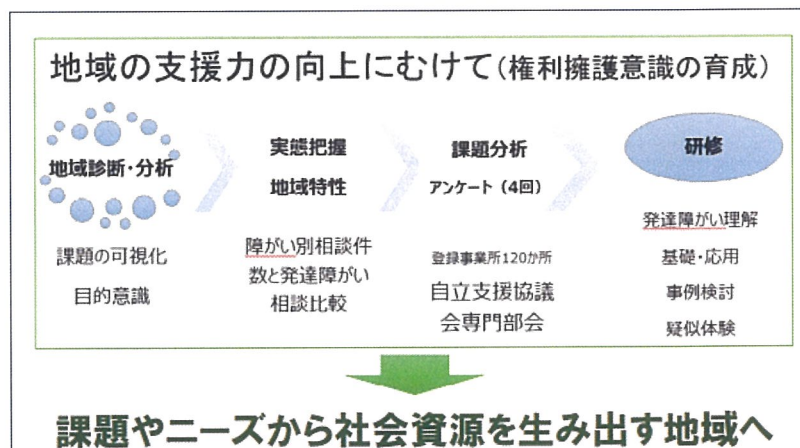 地域の支援力の向上にむけて(権利擁護意識の育成)
地域診断・分析
課題の可視化
目的意識
実態把握
地域特性
障がい別相談件
数と発達障がい
相談比較
課題分析
アンケート（4回）
登録事業所120か所
自立支援協議
会専門部会
研修
発達障がい理解
基礎・応用
事例検討
疑似体験
課題やニーズから社会資源を生み出す地域へ